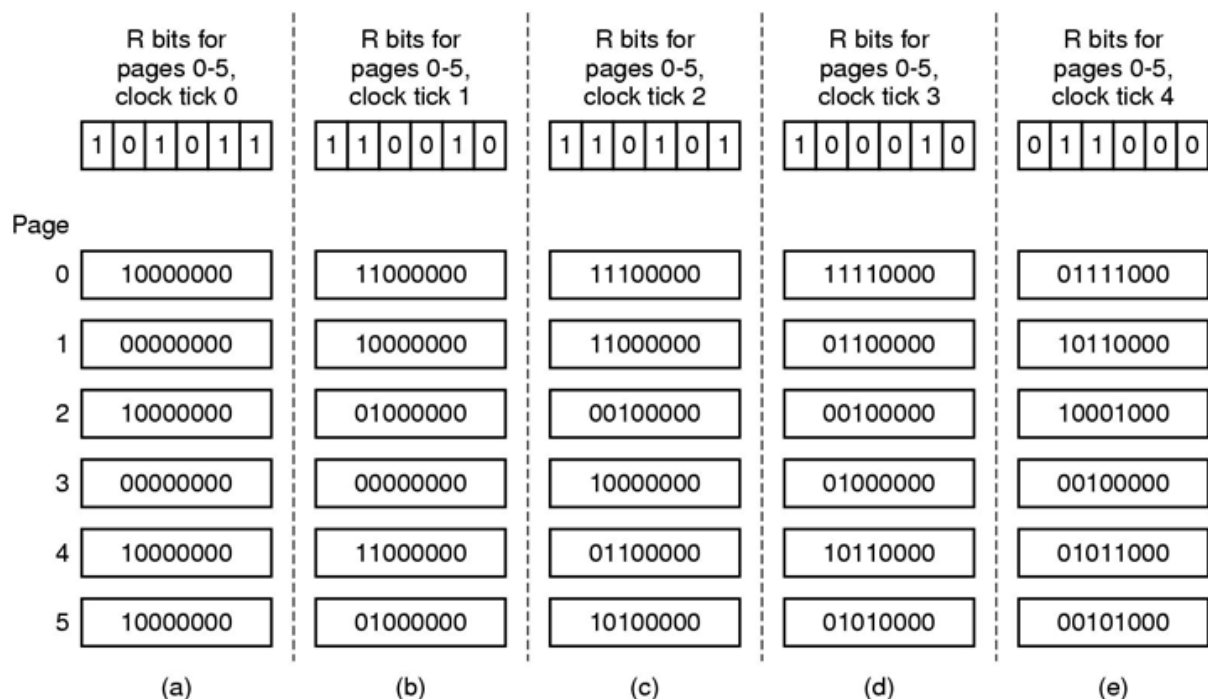 R bits for pages 0-5, clock tick 0
R bits for pages 0-5, clock tick 1
R bits for pages 0-5, clock tick 2
R bits for pages 0-5, clock tick 3
R bits for pages 0-5, clock tick 4
1 0 1 0 1 1
1 1 0 0 1 0
1 1 0 1 0 1
1 0 0 0 1 0
0 1 1 0 0 0
Page
0 10000000 11000000 11100000 11110000 01111000
1 00000000 10000000 11000000 01100000 10110000
2 10000000 01000000 00100000 00100000 10001000
3 00000000 00000000 10000000 01000000 00100000
4 10000000 11000000 01100000 10110000 01011000
5 10000000 01000000 10100000 01010000 00101000
(a) (b) (c) (d) (e)